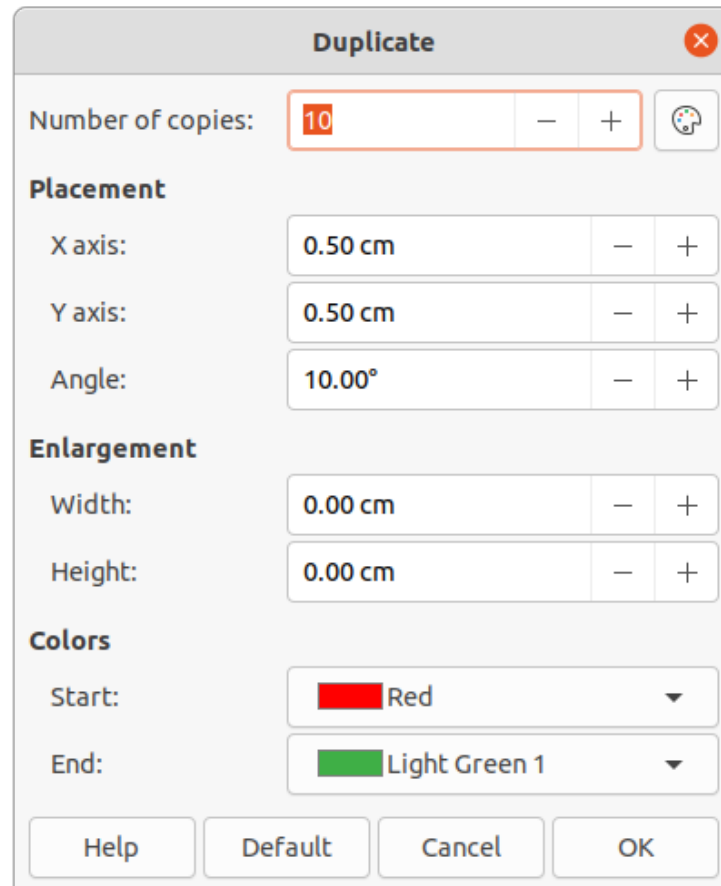 Duplicate
Number of copies: 10
Placement
X axis: 0.50 cm
Y axis: 0.50 cm
Angle: 10.00°
Enlargement
Width: 0.00 cm
Height: 0.00 cm
Colors
Start: Red
End: Light Green 1
Help Default Cancel OK